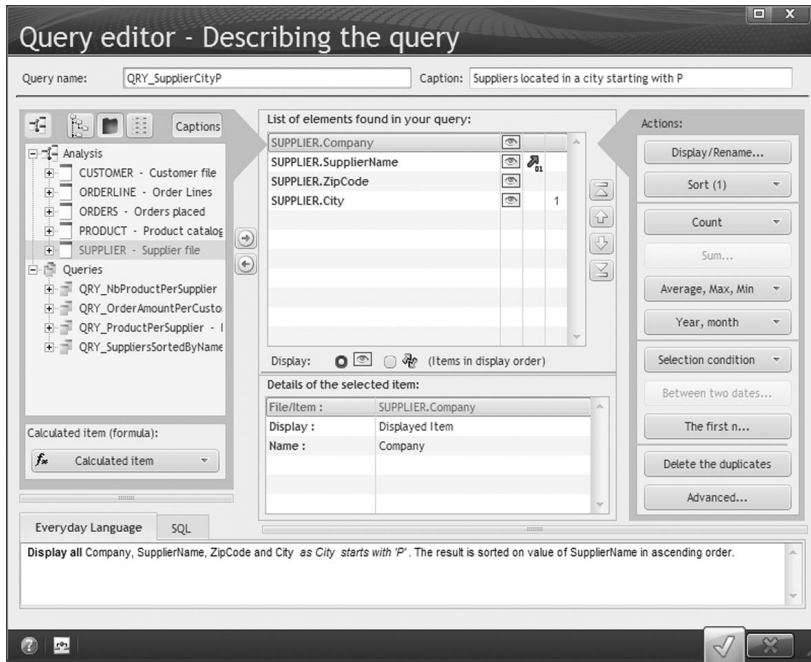 Query editor - Describing the query
Query name: QRY_SupplierCityP Caption: Suppliers located in a city starting with P
Captions
Analysis
CUSTOMER - Customer file
ORDERLINE - Order Lines
ORDERS - Orders placed
PRODUCT - Product catalog
SUPPLIER - Supplier file
Queries
QRY_NbProductPerSupplier
QRY_OrderAmountPerCusto
QRY_ProductPerSupplier -
QRY_SuppliersSortedByName
Calculated item (formula):
fx Calculated item
List of elements found in your query:
SUPPLIER.Company
SUPPLIER.SupplierName 01
SUPPLIER.ZipCode
SUPPLIER.City 1
Display: (Items in display order)
Details of the selected item:
File/Item : SUPPLIER.Company
Display : Displayed Item
Name : Company
Actions:
Display/Rename...
Sort (1)
Count
Sum...
Average, Max, Min
Year, month
Selection condition
Between two dates...
The first n...
Delete the duplicates
Advanced...
Everyday Language SQL
Display all Company, SupplierName, ZipCode and City as City starts with 'P' . The result is sorted on value of SupplierName in ascending order.